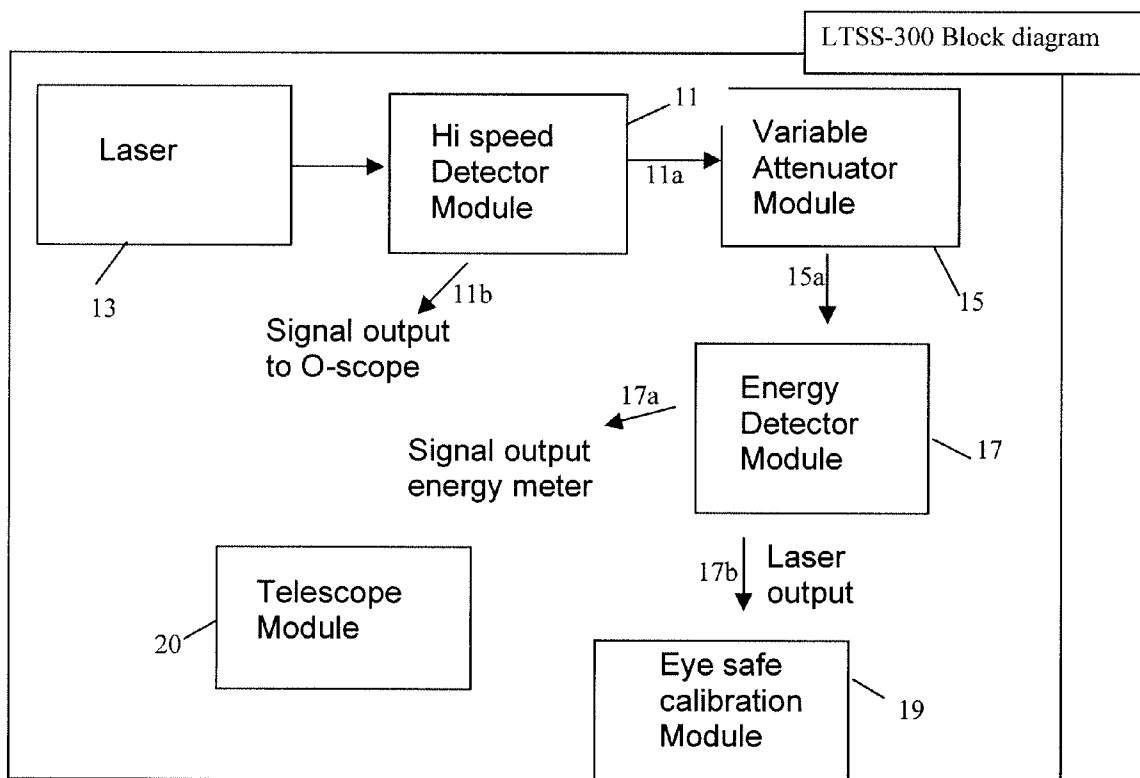 LTSS-300 Block diagram
Laser
13
Hi speed
Detector
Module
11
11a
11b
Signal output
to O-scope
Variable
Attenuator
Module
15
15a
Energy
Detector
Module
17
17a
Signal output
energy meter
17b
Laser
output
Telescope
Module
20
Eye safe
calibration
Module
19